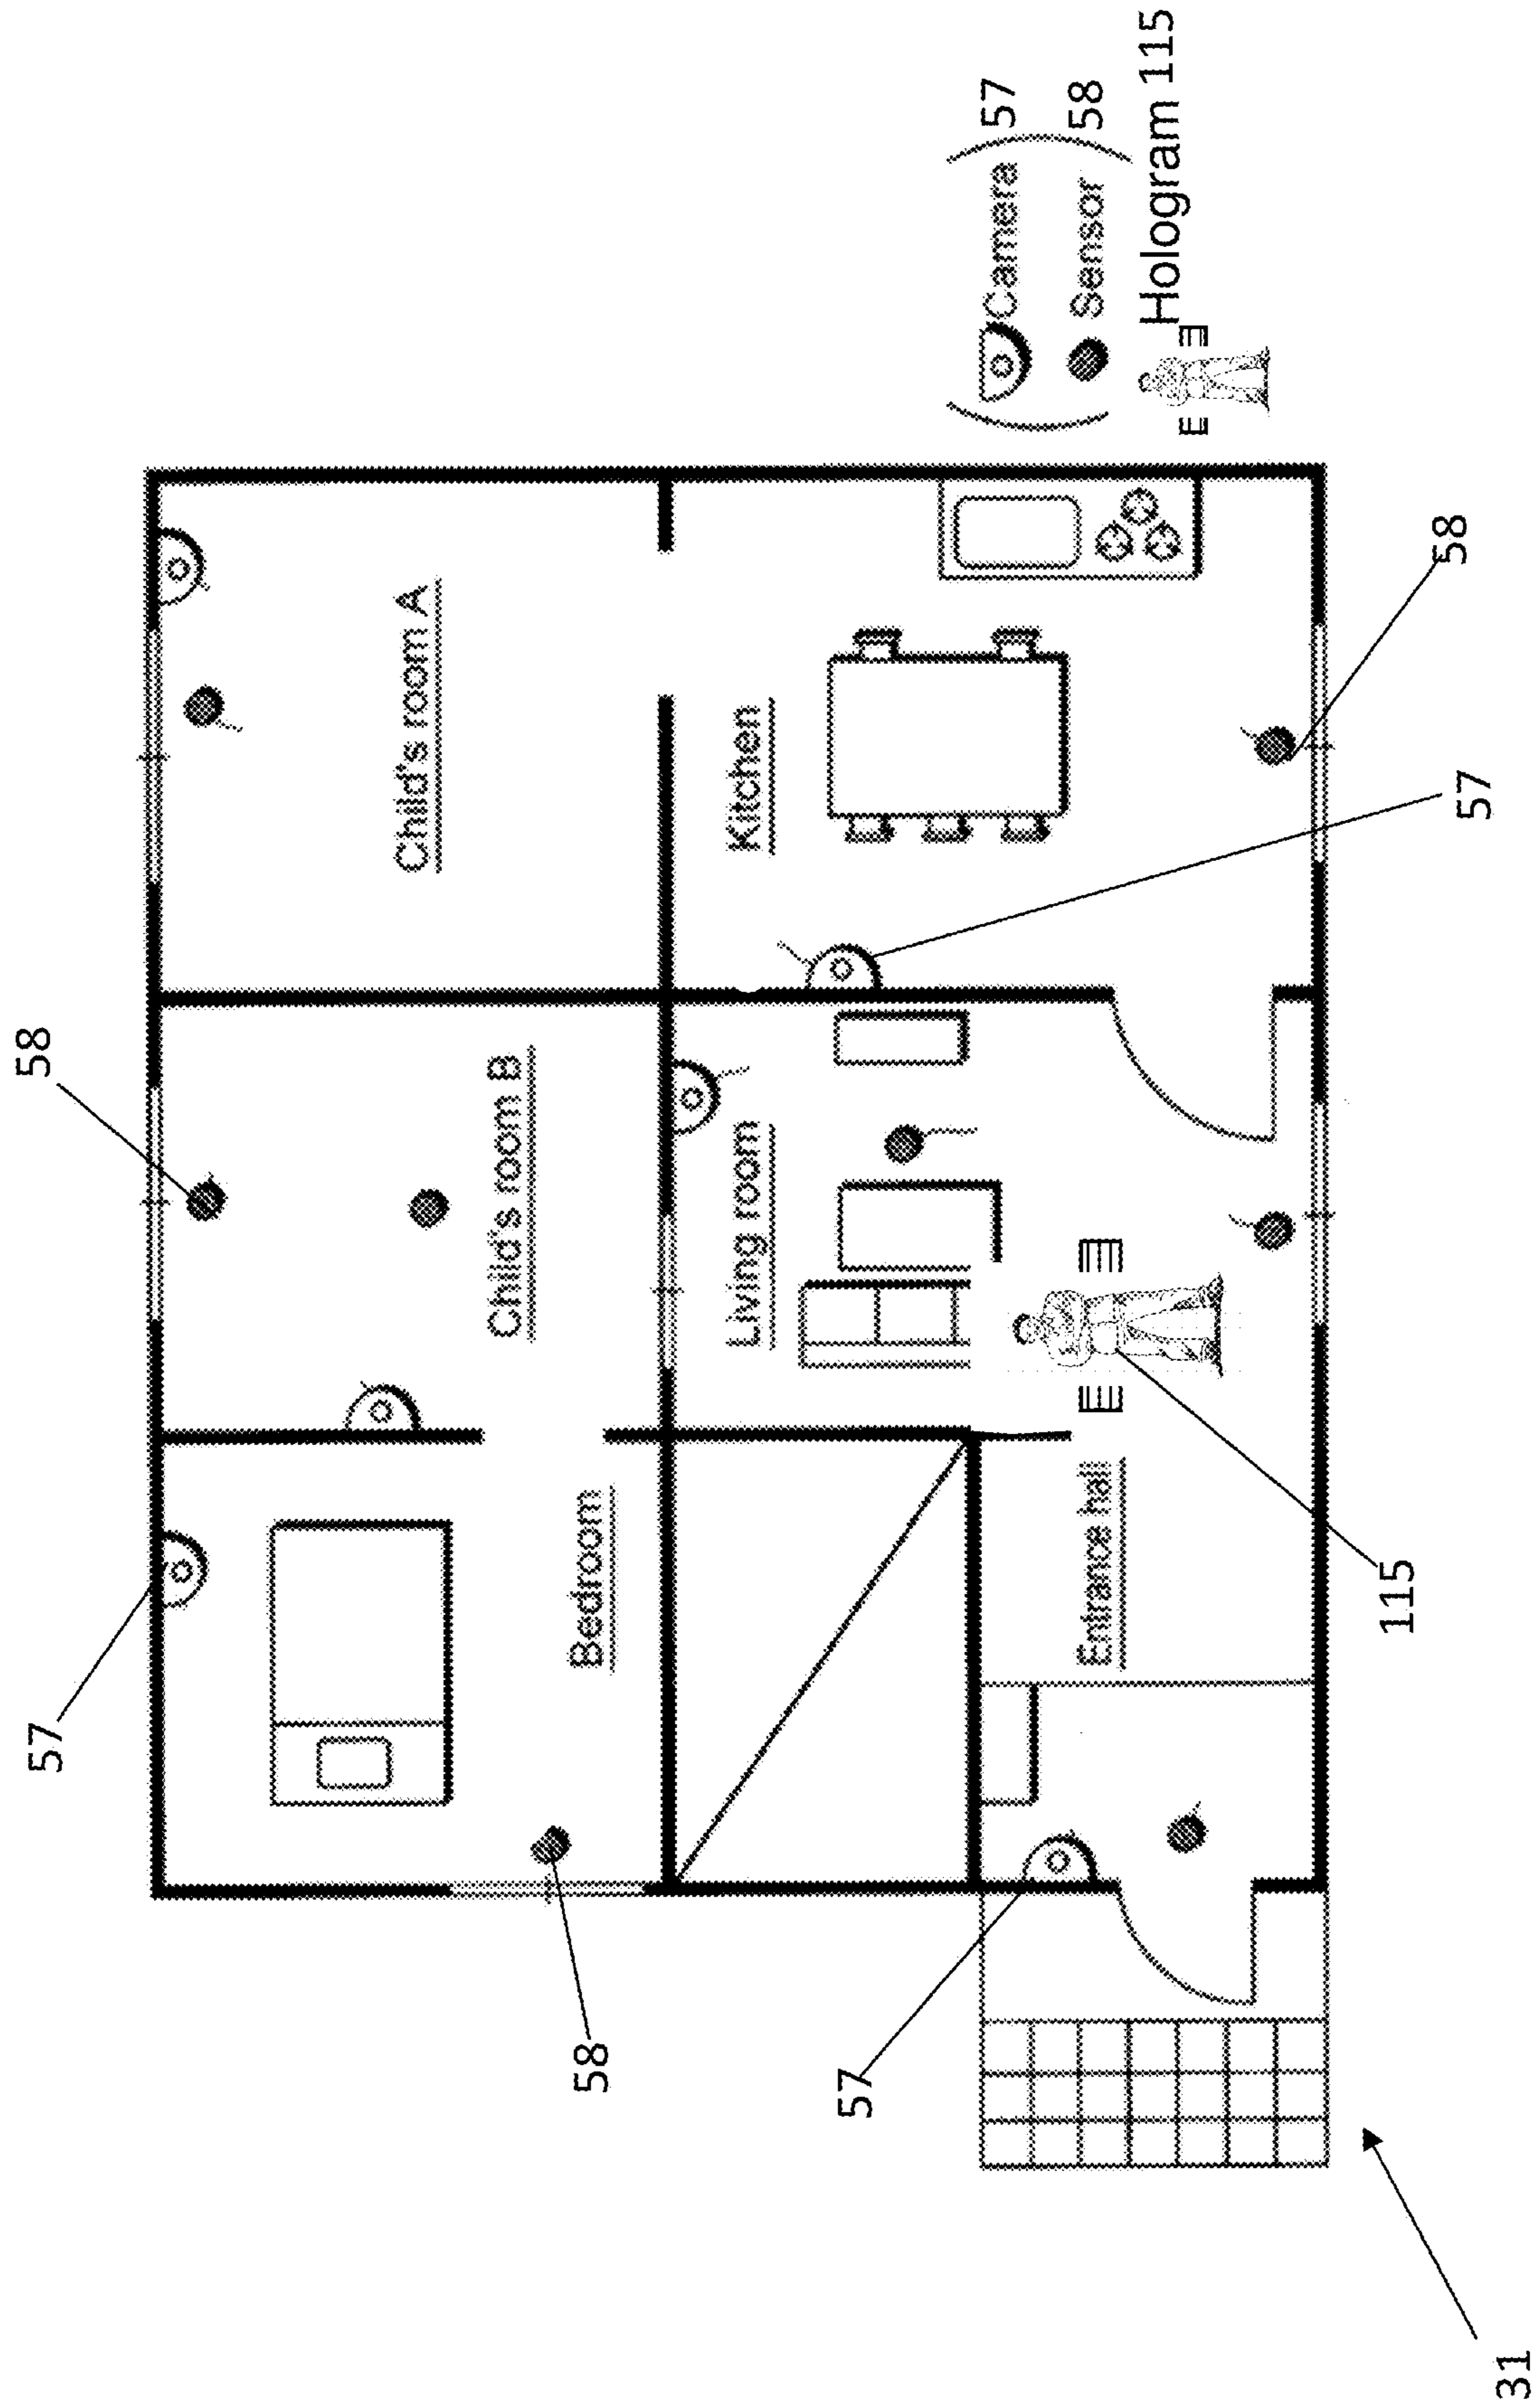 57
58
Child's room A
Child's room B
Bedroom
58
Living room
Kitchen
57
Camera 57
Sensor 58
Entrance hall
Hologram 115
115
58
57
31